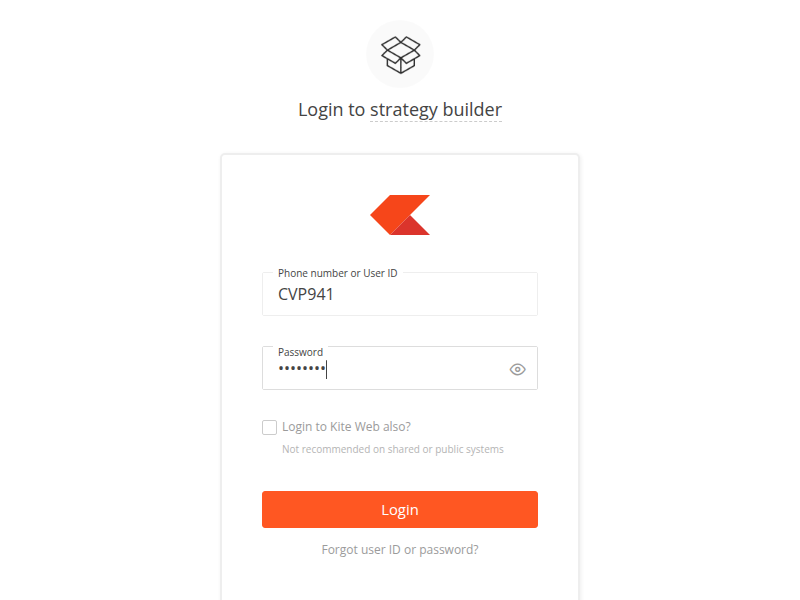 Login to strategy builder
Phone number or User ID
CVP941
Password
••••••••
Login to Kite Web also?
Not recommended on shared or public systems
Login
Forgot user ID or password?